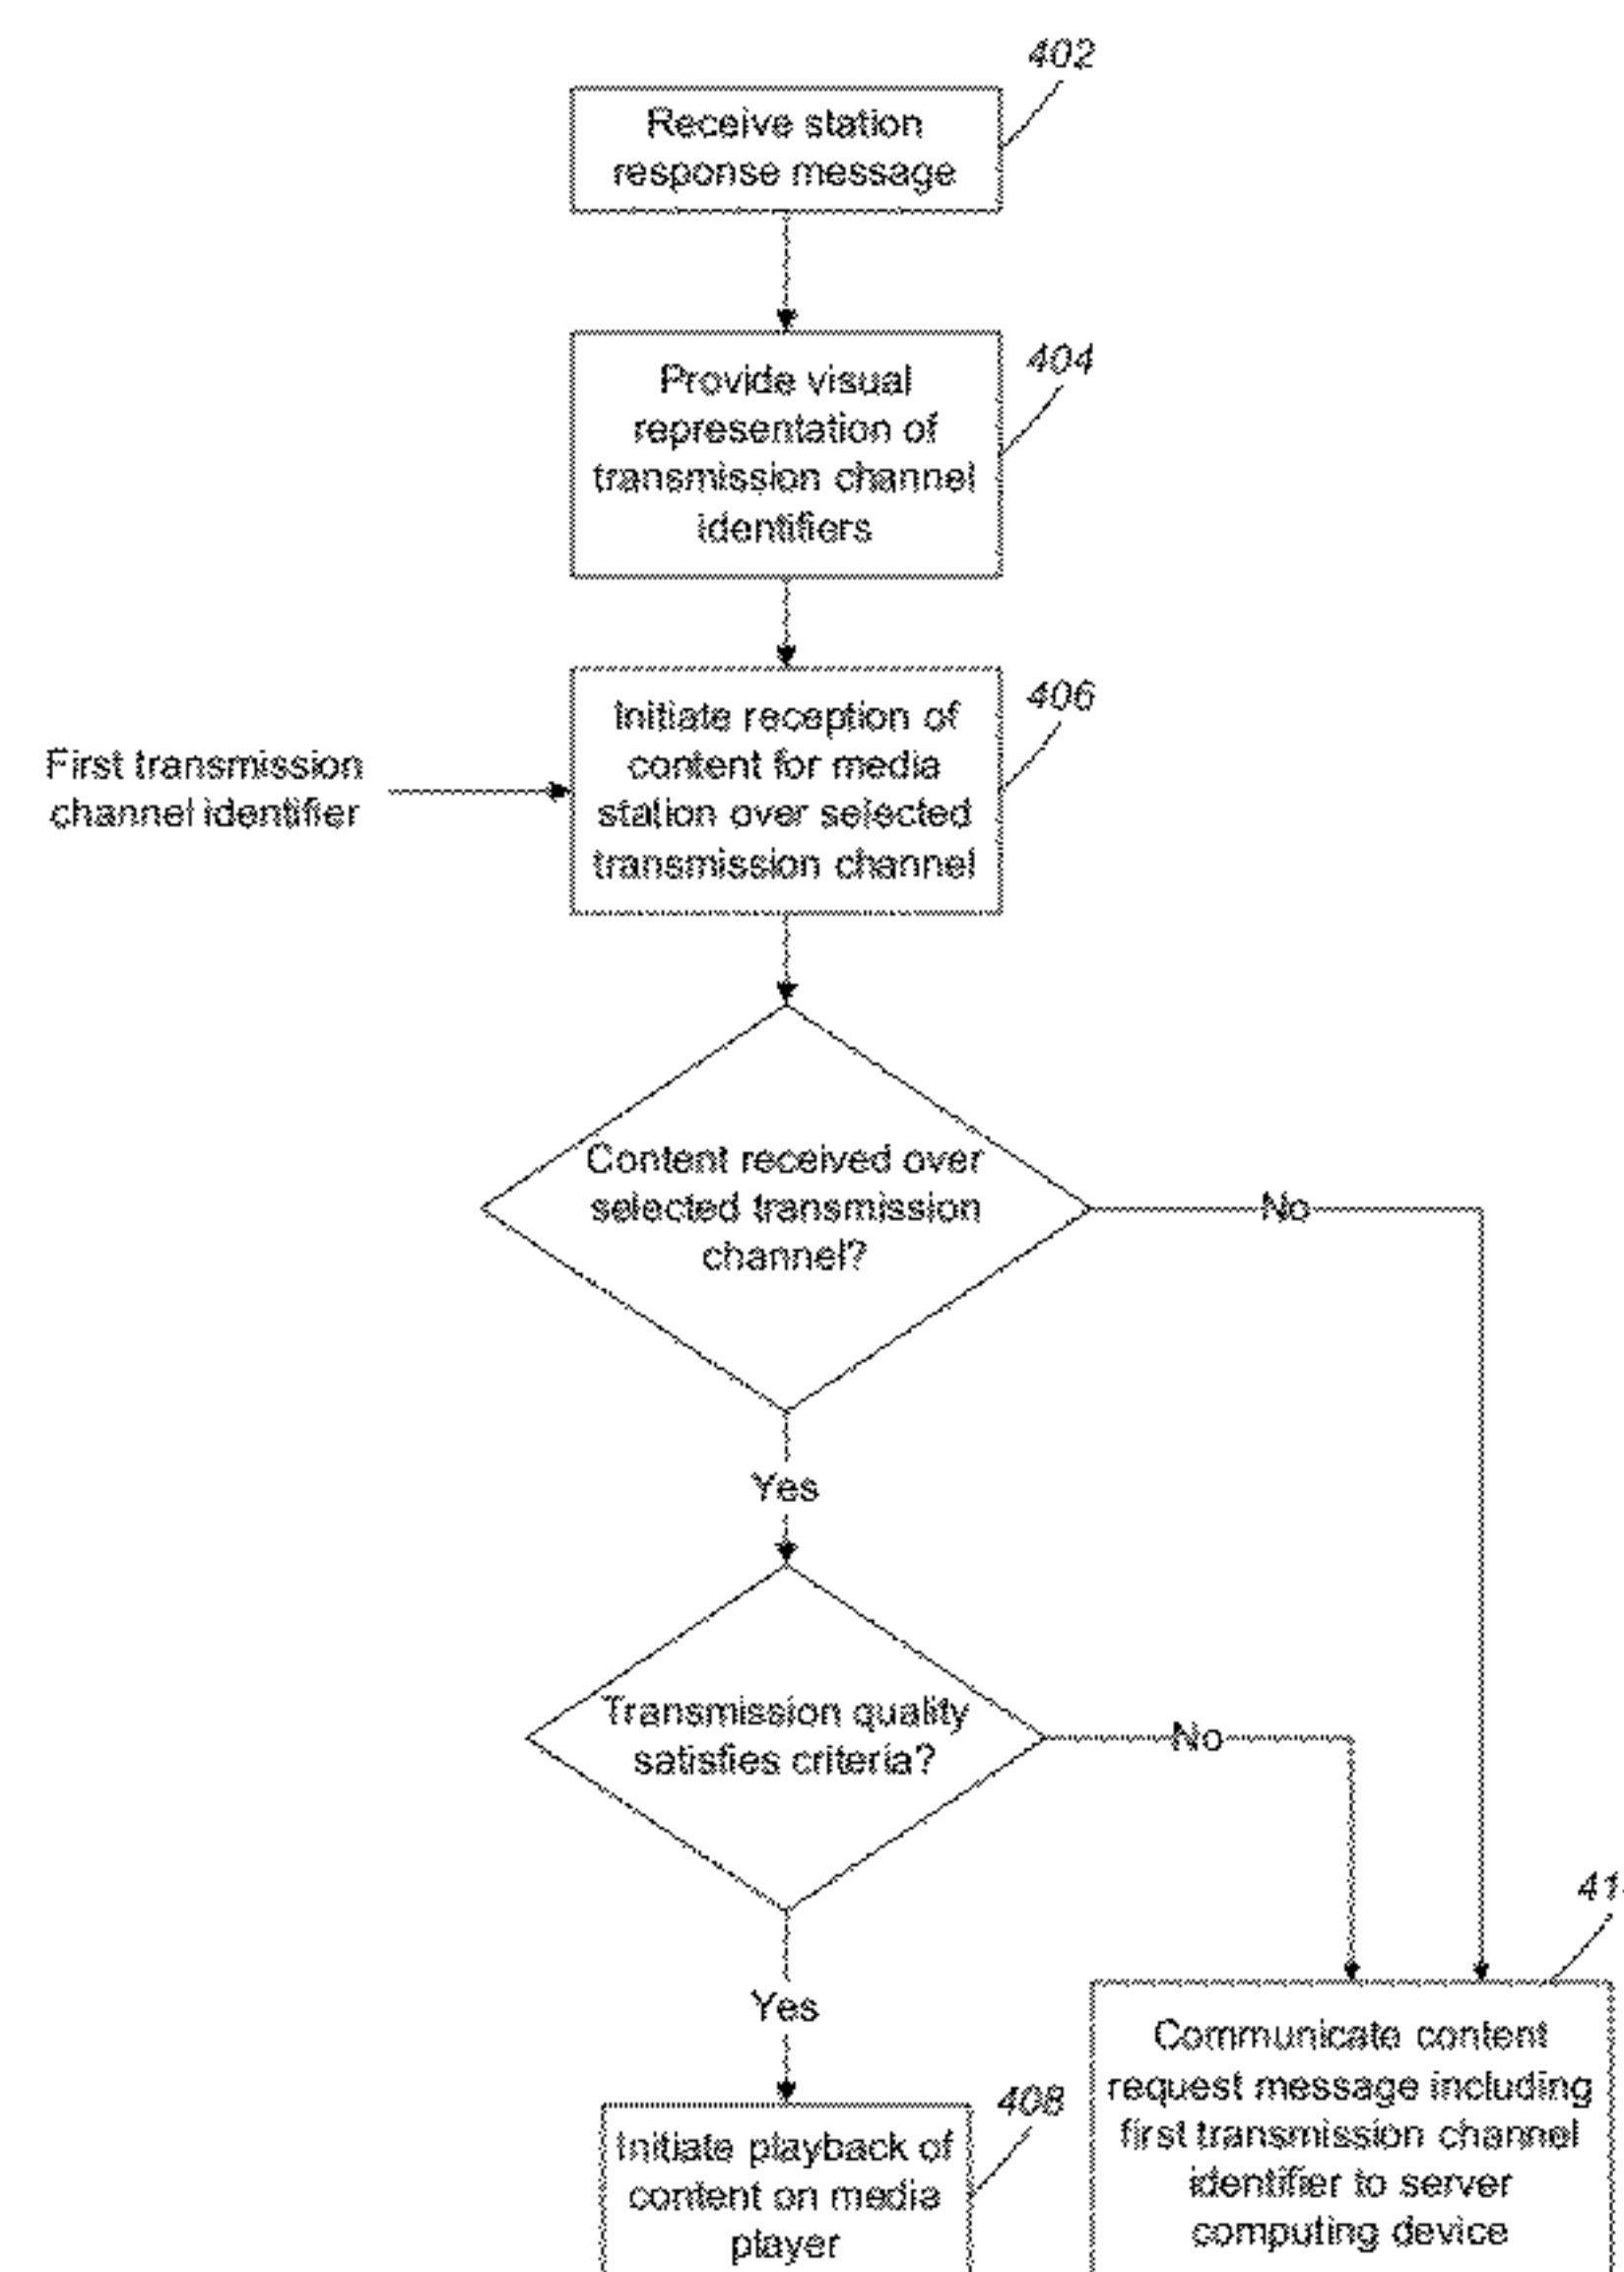 402
Receive station
response message
404
Provide visual
representation of
transmission channel
identifiers
406
Initiate reception of
content for media
station over selected
transmission channel
First transmission
channel identifier
Content received over
selected transmission
channel?
No
Yes
Transmission quality
satisfies criteria?
No
Yes
408
Initiate playback of
content on media
player
Communicate content
request message including
first transmission channel
identifier to server
computing device